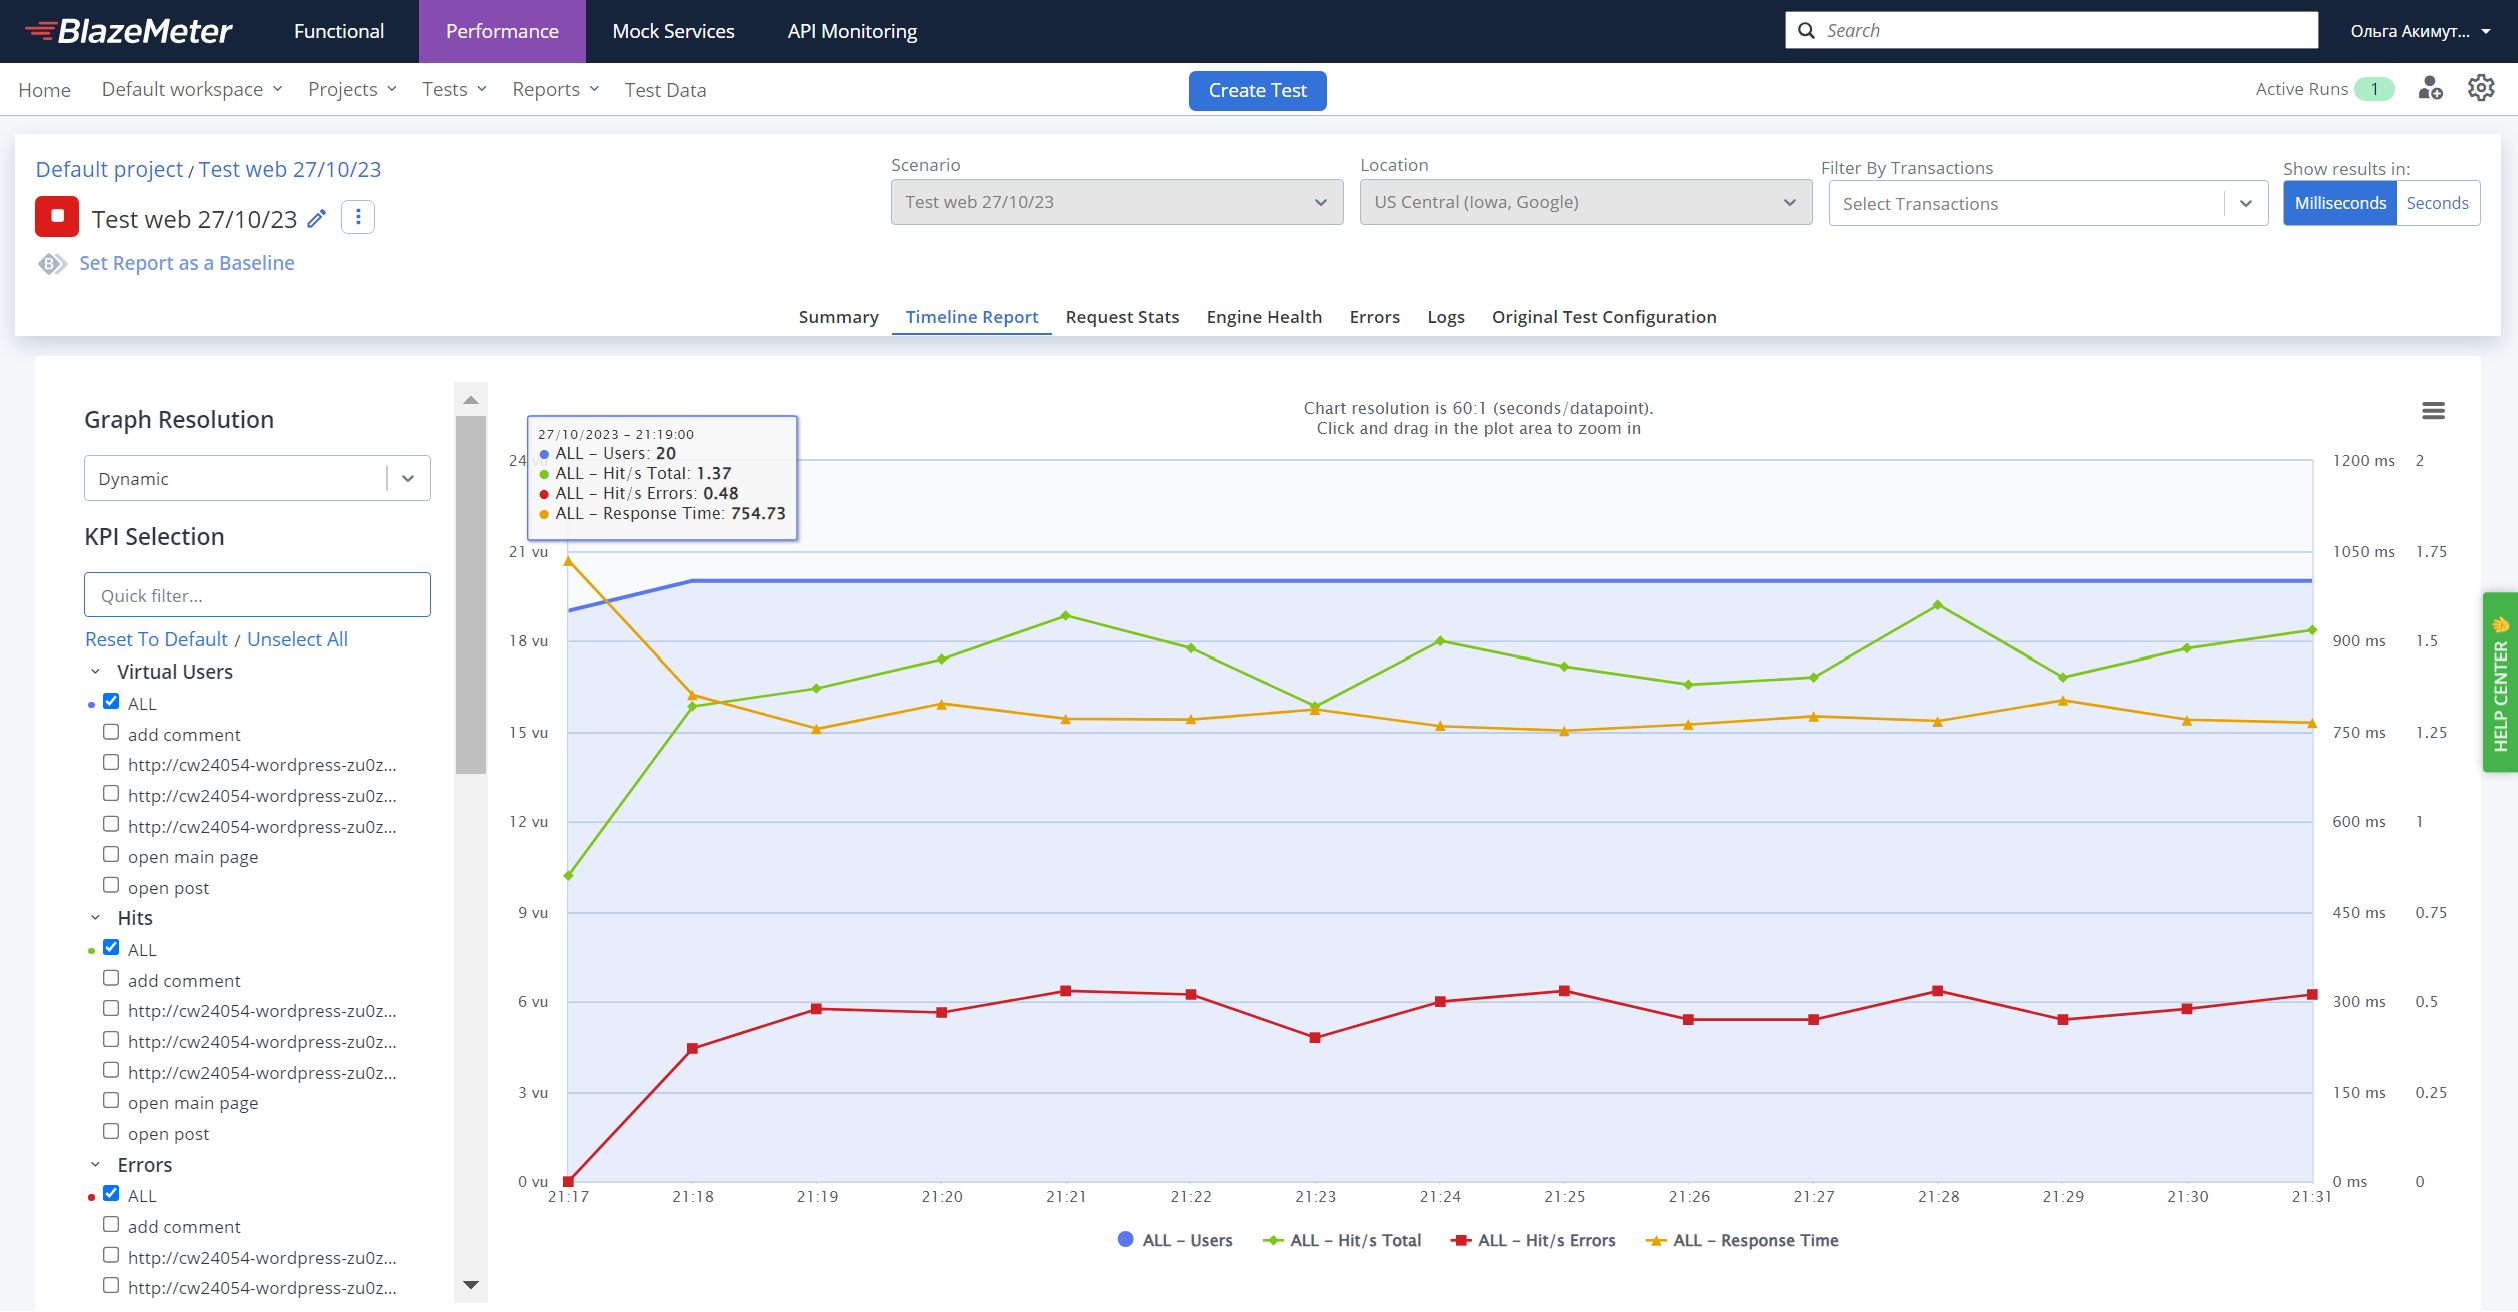 BlazeMeter
Functional
Performance
Mock Services
API Monitoring
Search
Ольга Акимут...
Home
Default workspace
Projects
Tests
Reports
Test Data
Create Test
Active Runs 1
Default project / Test web 27/10/23
Test web 27/10/23
Set Report as a Baseline
Scenario
Test web 27/10/23
Location
US Central (Iowa, Google)
Filter By Transactions
Select Transactions
Show results in:
Milliseconds
Seconds
Summary
Timeline Report
Request Stats
Engine Health
Errors
Logs
Original Test Configuration
Graph Resolution
Dynamic
KPI Selection
Quick filter...
Reset To Default / Unselect All
Virtual Users
ALL
add comment
http://cw24054-wordpress-zu0z...
http://cw24054-wordpress-zu0z...
http://cw24054-wordpress-zu0z...
open main page
open post
Hits
ALL
add comment
http://cw24054-wordpress-zu0z...
http://cw24054-wordpress-zu0z...
http://cw24054-wordpress-zu0z...
open main page
open post
Errors
ALL
add comment
http://cw24054-wordpress-zu0z...
http://cw24054-wordpress-zu0z...
Chart resolution is 60:1 (seconds/datapoint).
Click and drag in the plot area to zoom in
27/10/2023 – 21:19:00
ALL – Users: 20
ALL – Hit/s Total: 1.37
ALL – Hit/s Errors: 0.48
ALL – Response Time: 754.73
24 vu
21 vu
18 vu
15 vu
12 vu
9 vu
6 vu
3 vu
0 vu
1200 ms 2
1050 ms 1.75
900 ms 1.5
750 ms 1.25
600 ms 1
450 ms 0.75
300 ms 0.5
150 ms 0.25
0 ms 0
21:17 21:18 21:19 21:20 21:21 21:22 21:23 21:24 21:25 21:26 21:27 21:28 21:29 21:30 21:31
ALL – Users
ALL – Hit/s Total
ALL – Hit/s Errors
ALL – Response Time
HELP CENTER